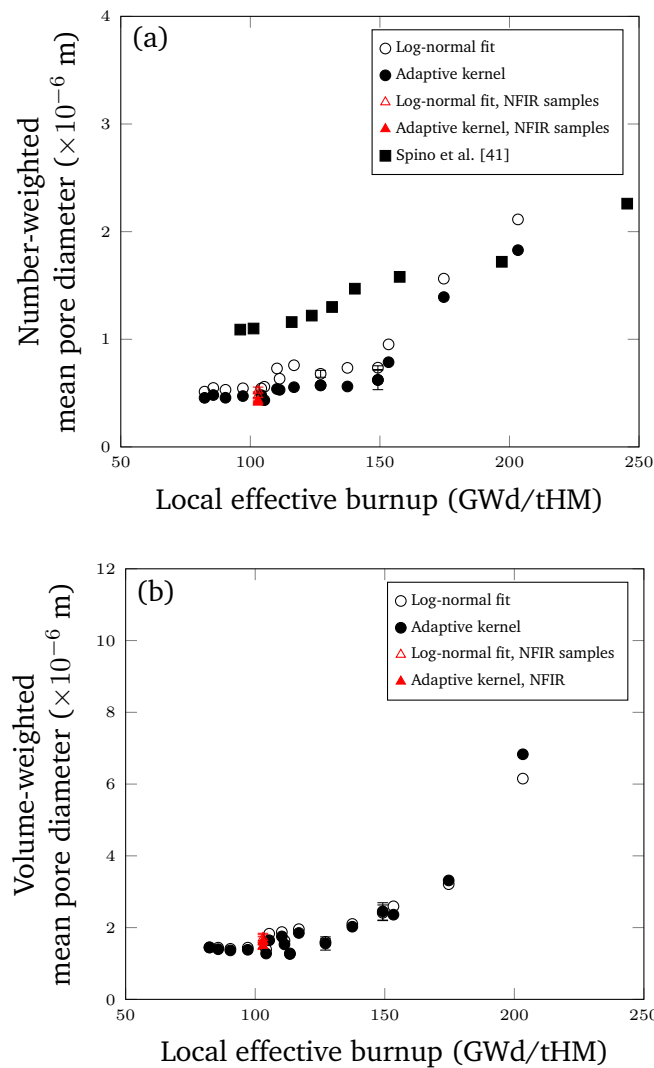 (a)
Log-normal fit
Adaptive kernel
Log-normal fit, NFIR samples
Adaptive kernel, NFIR samples
Spino et al. [41]
4
3
2
1
0
50 100 150 200 250
Number-weighted
mean pore diameter (×10⁻⁶ m)
Local effective burnup (GWd/tHM)
(b)
Log-normal fit
Adaptive kernel
Log-normal fit, NFIR samples
Adaptive kernel, NFIR
12
10
8
6
4
2
0
50 100 150 200 250
Volume-weighted
mean pore diameter (×10⁻⁶ m)
Local effective burnup (GWd/tHM)